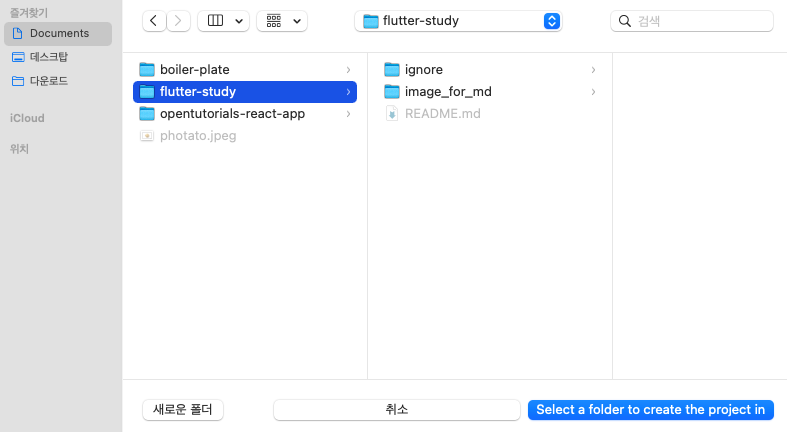 즐겨찾기
Documents
데스크탑
다운로드
iCloud
위치
flutter-study
검색
boiler-plate
flutter-study
opentutorials-react-app
photato.jpeg
ignore
image_for_md
README.md
새로운 폴더
취소
Select a folder to create the project in